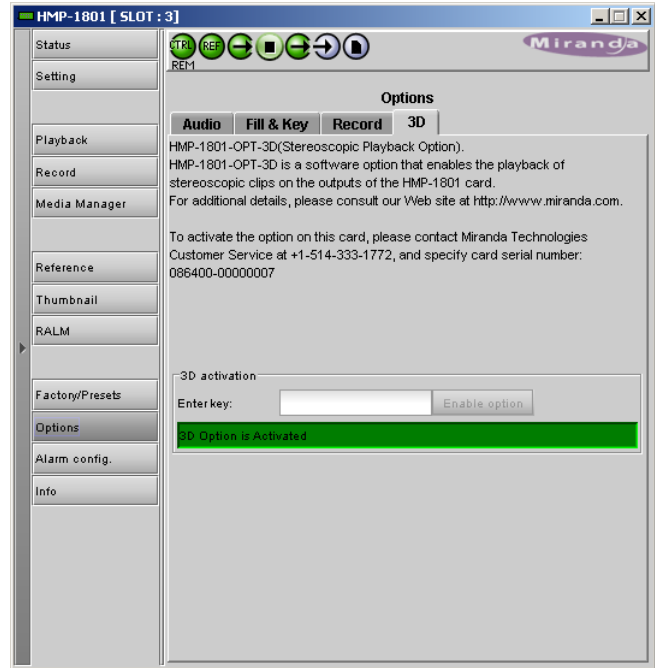 HMP-1801 [ SLOT : 3]
Status
Setting
Playback
Record
Media Manager
Reference
Thumbnail
RALM
Factory/Presets
Options
Alarm config.
Info
CTRL
REF
REM
Miranda
Options
Audio
Fill & Key
Record
3D
HMP-1801-OPT-3D(Stereoscopic Playback Option).
HMP-1801-OPT-3D is a software option that enables the playback of
stereoscopic clips on the outputs of the HMP-1801 card.
For additional details, please consult our Web site at http://www.miranda.com.
To activate the option on this card, please contact Miranda Technologies
Customer Service at +1-514-333-1772, and specify card serial number:
086400-00000007
3D activation
Enter key:
Enable option
3D Option is Activated